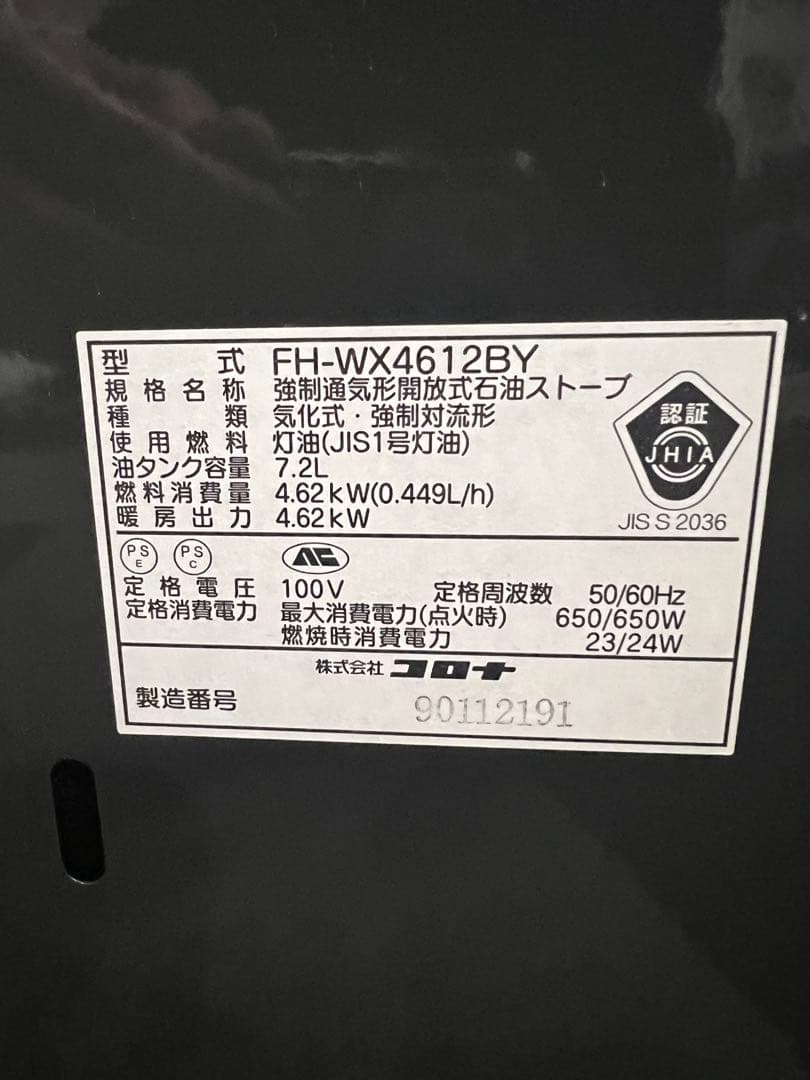 型式 FH-WX4612BY
規格名称 強制通気形開放式石油ストーブ
種類 気化式・強制対流形
使用燃料 灯油(JIS1号灯油)
油タンク容量 7.2L
燃料消費量 4.62kW(0.449L/h)
暖房出力 4.62kW
認証
JHIA
JIS S 2036
PS E PS C
定格電圧 100V 定格周波数 50/60Hz
定格消費電力 最大消費電力(点火時) 650/650W
燃焼時消費電力 23/24W
株式会社 コロナ
製造番号 90112191